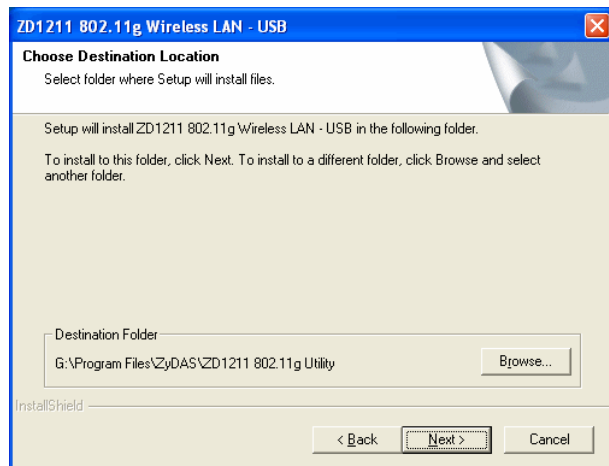 ZD1211 802.11g Wireless LAN - USB
Choose Destination Location
Select folder where Setup will install files.
Setup will install ZD1211 802.11g Wireless LAN - USB in the following folder.
To install to this folder, click Next. To install to a different folder, click Browse and select
another folder.
Destination Folder
G:\Program Files\ZyDAS\ZD1211 802.11g Utility
Browse...
InstallShield
< Back
Next >
Cancel